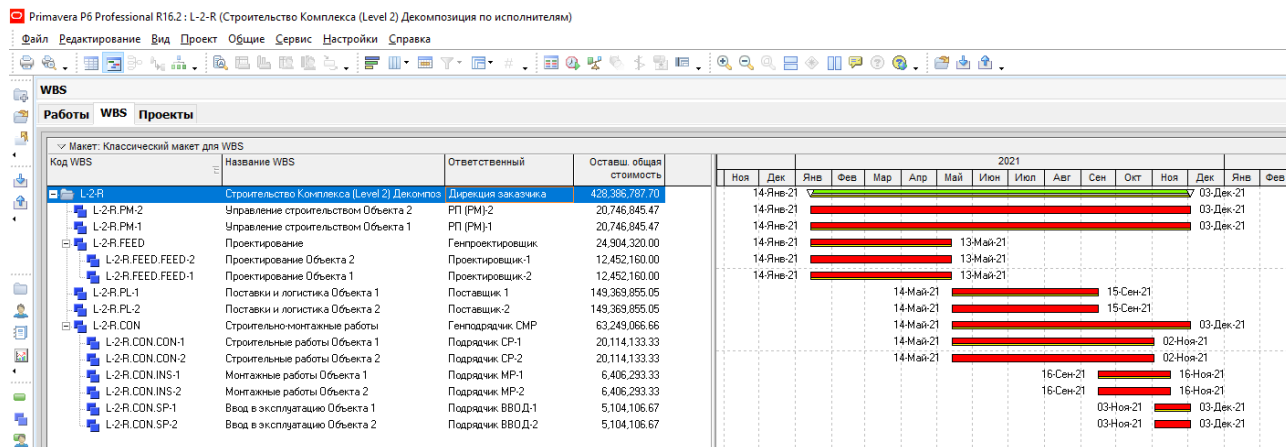 Primavera P6 Professional R16.2 : L-2-R (Строительство Комплекса (Level 2) Декомпозиция по исполнителям)
Файл Редактирование Вид Проект Общие Сервис Настройки Справка
WBS
Работы WBS Проекты
Макет: Классический макет для WBS
Код WBS Название WBS Ответственный Оставш. общая стоимость 2021
Ноя Дек Янв Фев Мар Апр Май Июн Июл Авг Сен Окт Ноя Дек Янв Фев
L-2-R Строительство Комплекса (Level 2) Декомпоз Дирекция заказчика 428,386,787.70 14-Янв-21 03-Дек-21
L-2-R.PM-2 Управление строительством Объекта 2 РП (PM)-2 20,746,845.47 14-Янв-21 03-Дек-21
L-2-R.PM-1 Управление строительством Объекта 1 РП (PM)-1 20,746,845.47 14-Янв-21 03-Дек-21
L-2-R.FEED Проектирование Генпроектировщик 24,904,320.00 14-Янв-21 13-Май-21
L-2-R.FEED.FEED-2 Проектирование Объекта 2 Проектировщик-1 12,452,160.00 14-Янв-21 13-Май-21
L-2-R.FEED.FEED-1 Проектирование Объекта 1 Проектировщик-2 12,452,160.00 14-Янв-21 13-Май-21
L-2-R.PL-1 Поставки и логистика Объекта 1 Поставщик 1 149,369,855.05 14-Май-21 15-Сен-21
L-2-R.PL-2 Поставки и логистика Объекта 2 Поставщик-2 149,369,855.05 14-Май-21 15-Сен-21
L-2-R.CON Строительно-монтажные работы Генподрядчик СМР 63,249,066.66 14-Май-21 03-Дек-21
L-2-R.CON.CON-1 Строительные работы Объекта 1 Подрядчик СР-1 20,114,133.33 14-Май-21 02-Ноя-21
L-2-R.CON.CON-2 Строительные работы Объекта 2 Подрядчик СР-2 20,114,133.33 14-Май-21 02-Ноя-21
L-2-R.CON.INS-1 Монтажные работы Объекта 1 Подрядчик МР-1 6,406,293.33 16-Сен-21 16-Ноя-21
L-2-R.CON.INS-2 Монтажные работы Объекта 2 Подрядчик МР-2 6,406,293.33 16-Сен-21 16-Ноя-21
L-2-R.CON.SP-1 Ввод в эксплуатацию Объекта 1 Подрядчик ВВОД-1 5,104,106.67 03-Ноя-21 03-Дек-21
L-2-R.CON.SP-2 Ввод в эксплуатацию Объекта 2 Подрядчик ВВОД-2 5,104,106.67 03-Ноя-21 03-Дек-21